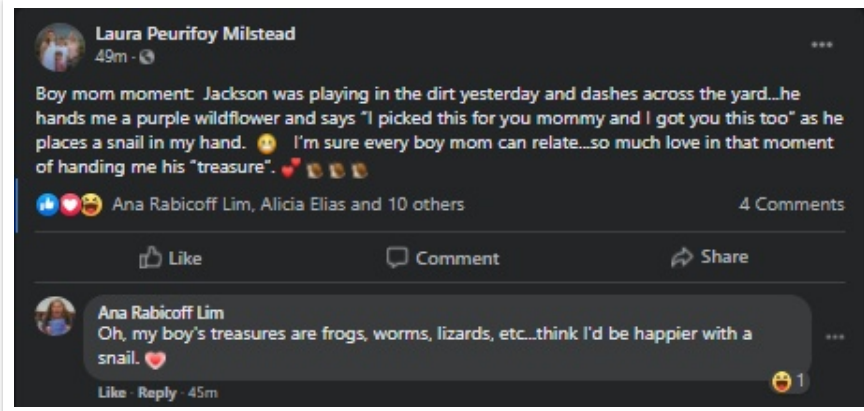 Laura Peurifoy Milstead
49m ·
Boy mom moment: Jackson was playing in the dirt yesterday and dashes across the yard...he
hands me a purple wildflower and says "I picked this for you mommy and I got you this too" as he
places a snail in my hand. 😬 I'm sure every boy mom can relate...so much love in that moment
of handing me his "treasure". 💕 🐌 🐌 🐌
Ana Rabicoff Lim, Alicia Elias and 10 others 4 Comments
Like Comment Share
Ana Rabicoff Lim
Oh, my boy's treasures are frogs, worms, lizards, etc...think I'd be happier with a
snail. ❤️
1
Like · Reply · 45m